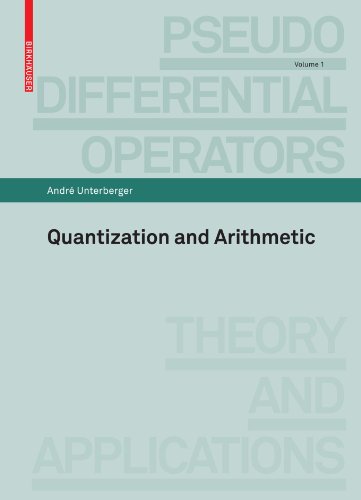 BIRKHÄUSER
PSEUDO
Volume 1
DIFFERENTIAL
OPERATORS
André Unterberger
Quantization and Arithmetic
THEORY
AND
APPLICATIONS